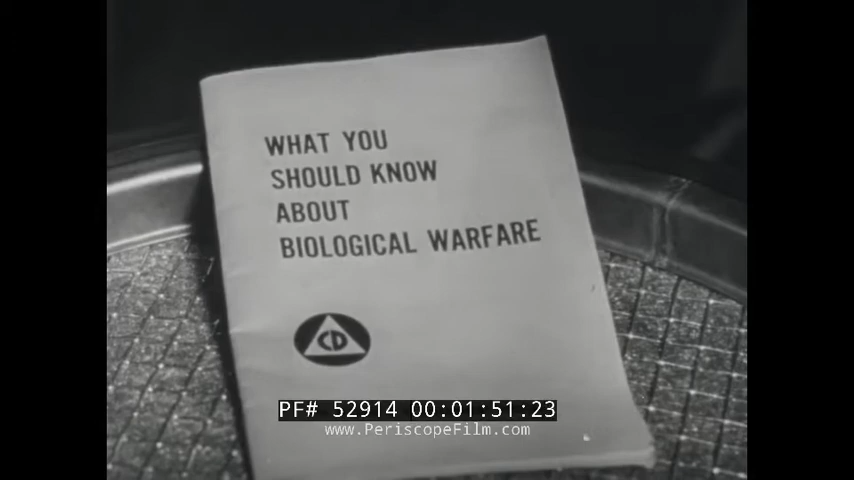 WHAT YOU
SHOULD KNOW
ABOUT
BIOLOGICAL WARFARE
CD
PF# 52914 00:01:51:23
www.PeriscopeFilm.com